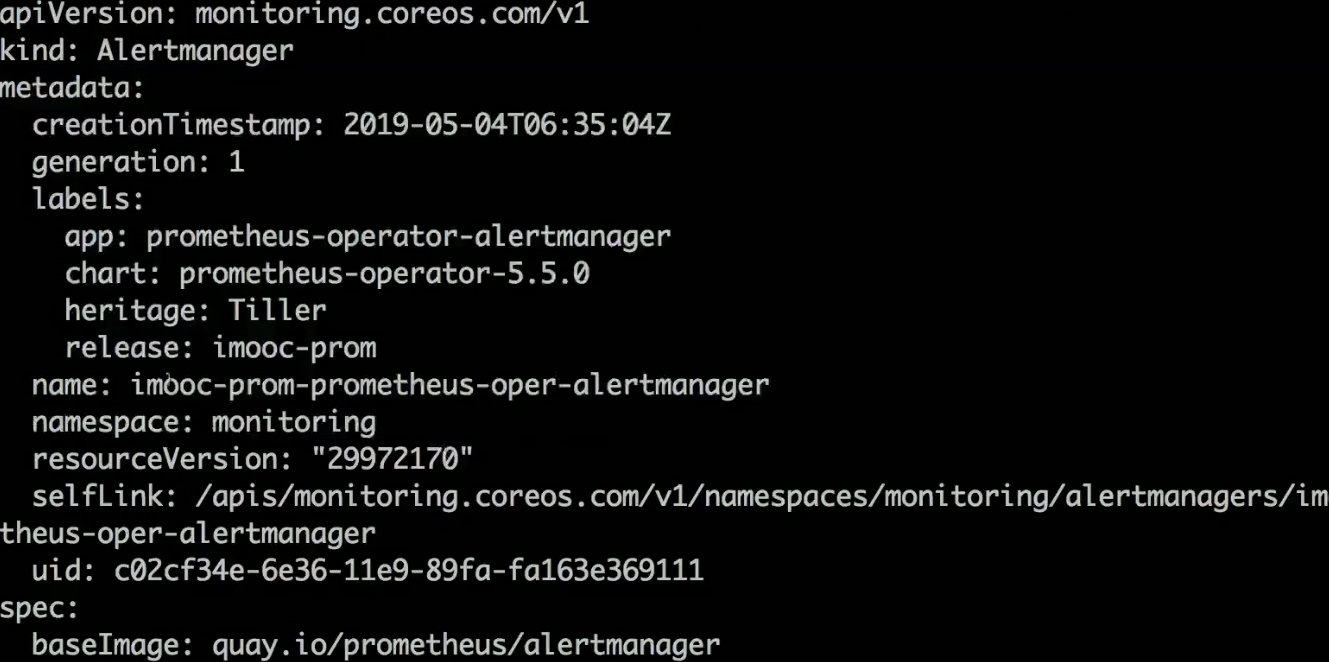 apiVersion: monitoring.coreos.com/v1
kind: Alertmanager
metadata:
  creationTimestamp: 2019-05-04T06:35:04Z
  generation: 1
  labels:
    app: prometheus-operator-alertmanager
    chart: prometheus-operator-5.5.0
    heritage: Tiller
    release: imooc-prom
  name: imooc-prom-prometheus-oper-alertmanager
  namespace: monitoring
  resourceVersion: "29972170"
  selfLink: /apis/monitoring.coreos.com/v1/namespaces/monitoring/alertmanagers/im
theus-oper-alertmanager
  uid: c02cf34e-6e36-11e9-89fa-fa163e369111
spec:
  baseImage: quay.io/prometheus/alertmanager